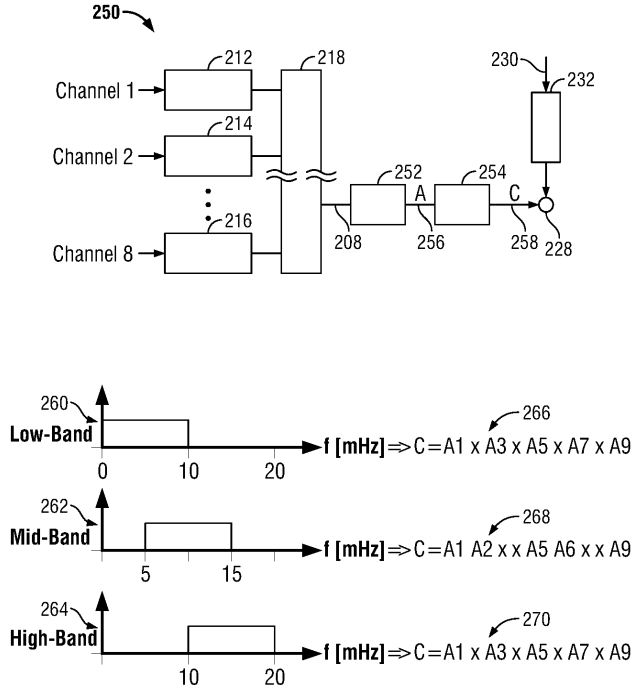 250
212
218
Channel 1
214
Channel 2
216
Channel 8
252
A
254
C
230
232
208
256
258
228
260
Low-Band
0
10
20
f [mHz] ⇒ C = A1 x A3 x A5 x A7 x A9
266
262
Mid-Band
5
15
f [mHz] ⇒ C = A1 A2 x x A5 A6 x x A9
268
264
High-Band
10
20
f [mHz] ⇒ C = A1 x A3 x A5 x A7 x A9
270